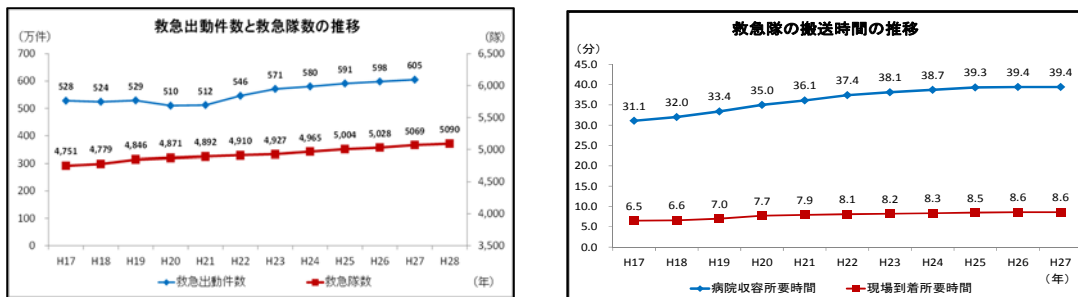 救急出動件数と救急隊数の推移
(万件)
(隊)
700
600
500
400
300
200
100
0
6,500
6,000
5,500
5,000
4,500
4,000
3,500
528 524 529 510 512 546 571 580 591 598 605
4,751 4,779 4,846 4,871 4,892 4,910 4,927 4,965 5,004 5,028 5069 5090
H17 H18 H19 H20 H21 H22 H23 H24 H25 H26 H27 H28
救急出動件数 救急隊数 (年)
救急隊の搬送時間の推移
(分)
45.0
40.0
35.0
30.0
25.0
20.0
15.0
10.0
5.0
0.0
31.1 32.0 33.4 35.0 36.1 37.4 38.1 38.7 39.3 39.4 39.4
6.5 6.6 7.0 7.7 7.9 8.1 8.2 8.3 8.5 8.6 8.6
H17 H18 H19 H20 H21 H22 H23 H24 H25 H26 H27
(年)
病院収容所要時間 現場到着所要時間